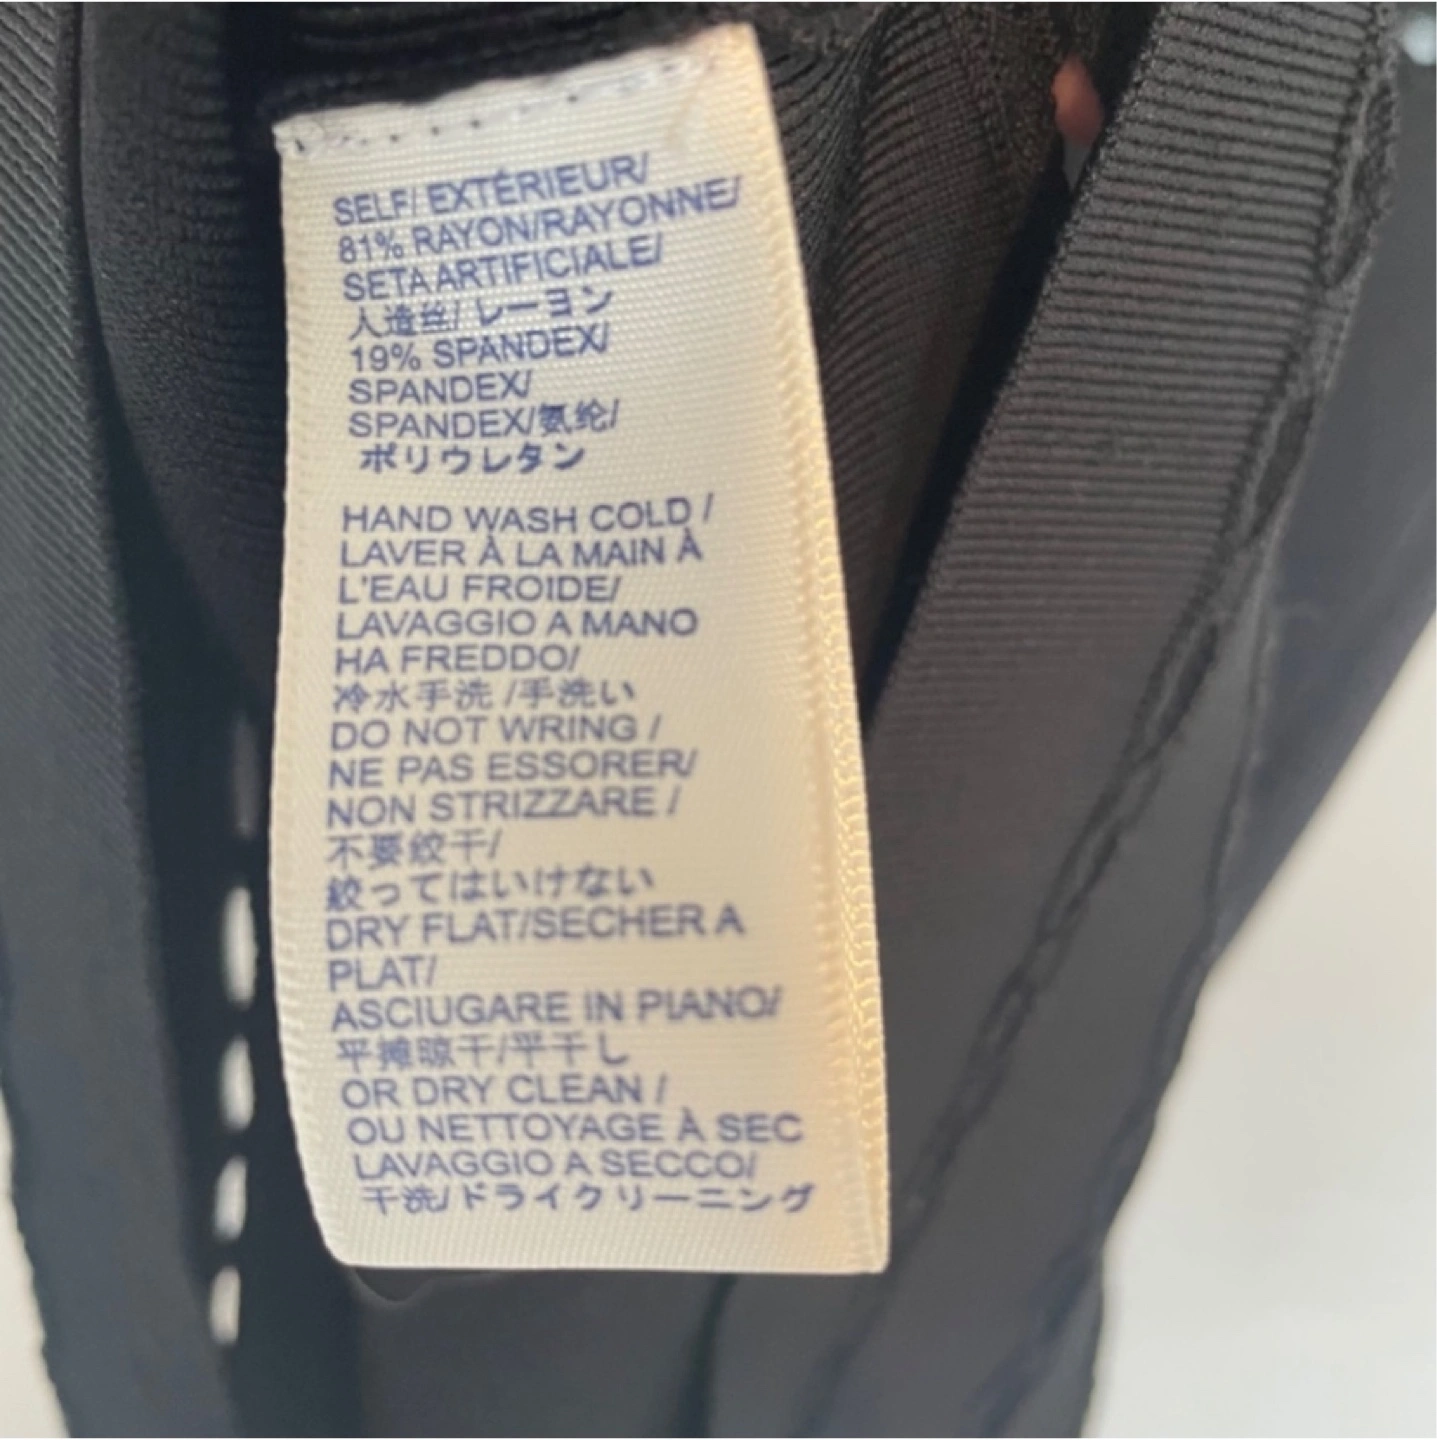 SELF/ EXTÉRIEUR/
81% RAYON/RAYONNE/
SETA ARTIFICIALE/
人造丝/ レーヨン
19% SPANDEX/
SPANDEX/
SPANDEX/氨纶/
ポリウレタン
HAND WASH COLD /
LAVER À LA MAIN À
L'EAU FROIDE/
LAVAGGIO A MANO
HA FREDDO/
冷水手洗 /手洗い
DO NOT WRING /
NE PAS ESSORER/
NON STRIZZARE /
不要绞干/
絞ってはいけない
DRY FLAT/SECHER A
PLAT/
ASCIUGARE IN PIANO/
平摊晾干/平干し
OR DRY CLEAN /
OU NETTOYAGE À SEC
LAVAGGIO A SECCO/
干洗/ドライクリーニング